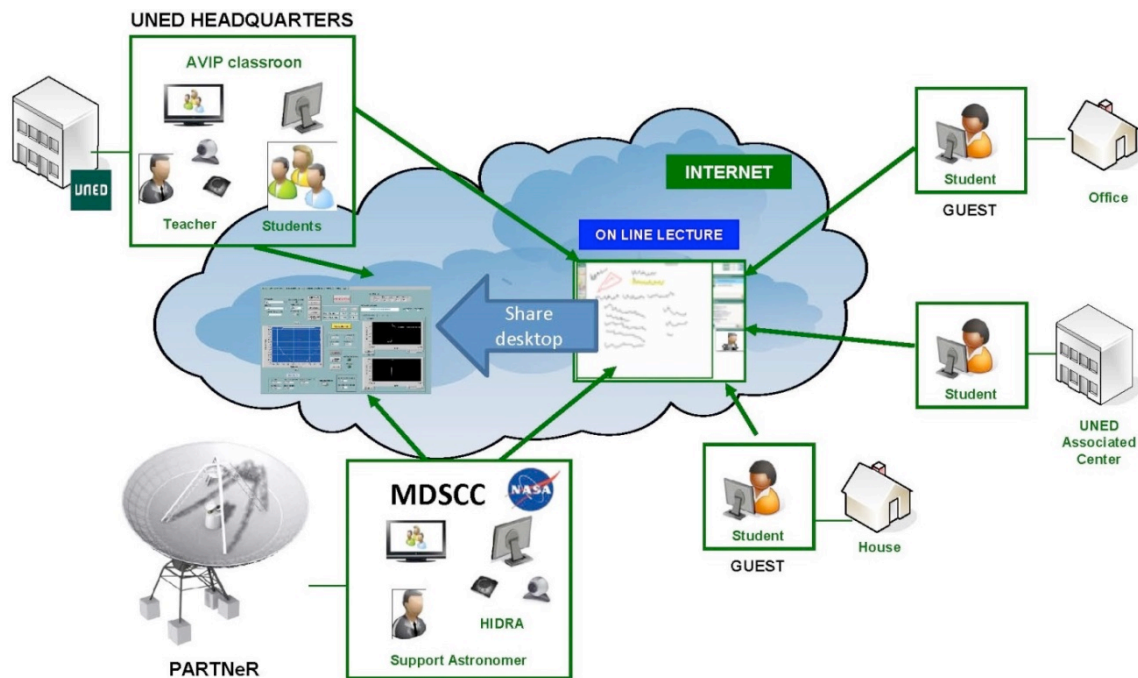 UNED HEADQUARTERS
AVIP classroon
UNED
Teacher
Students
INTERNET
ON LINE LECTURE
Share
desktop
Student
GUEST
Office
Student
UNED
Associated
Center
Student
GUEST
House
MDSCC
NASA
HIDRA
Support Astronomer
PARTNeR